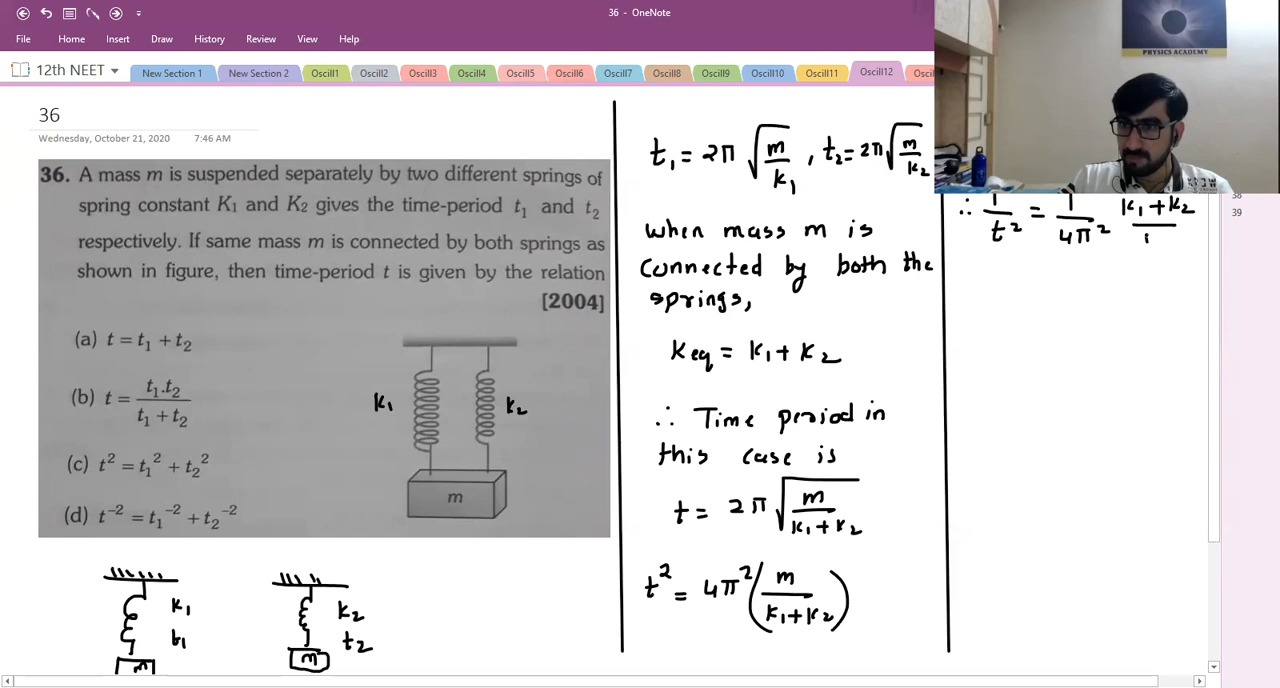 36 - OneNote
File Home Insert Draw History Review View Help
12th NEET New Section 1 New Section 2 Oscill1 Oscill2 Oscill3 Oscill4 Oscill5 Oscill6 Oscill7 Oscill8 Oscill9 Oscill10 Oscill11 Oscill12 Oscill
PHYSICS ACADEMY
36
Wednesday, October 21, 2020 7:46 AM
36. A mass m is suspended separately by two different springs of
spring constant K₁ and K₂ gives the time-period t₁ and t₂
respectively. If same mass m is connected by both springs as
shown in figure, then time-period t is given by the relation
[2004]
(a) t = t₁ + t₂
(b) t = t₁.t₂ / t₁ + t₂
(c) t² = t₁² + t₂²
(d) t⁻² = t₁⁻² + t₂⁻²
K₁ K₂
m
K₁
t₁
m
K₂
t₂
m
t₁ = 2π √(m/K₁) , t₂ = 2π √(m/K₂)
when mass m is
connected by both the
springs,
Keq = K₁ + K₂
∴ Time period in
this case is
t = 2π √(m/K₁+K₂)
t² = 4π² (m/K₁+K₂)
∴ 1/t² = 1/4π² K₁+K₂
38
39